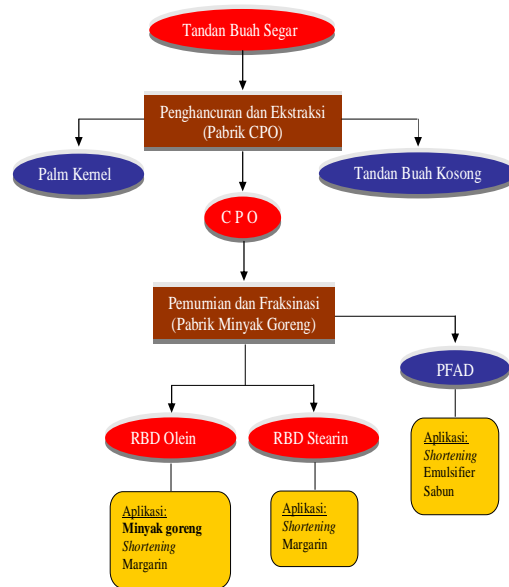 Tandan Buah Segar
Penghancuran dan Ekstraksi
(Pabrik CPO)
Palm Kernel
Tandan Buah Kosong
C P O
Pemurnian dan Fraksinasi
(Pabrik Minyak Goreng)
PFAD
RBD Olein
RBD Stearin
Aplikasi:
Shortening
Emulsifier
Sabun
Aplikasi:
Minyak goreng
Shortening
Margarin
Aplikasi:
Shortening
Margarin